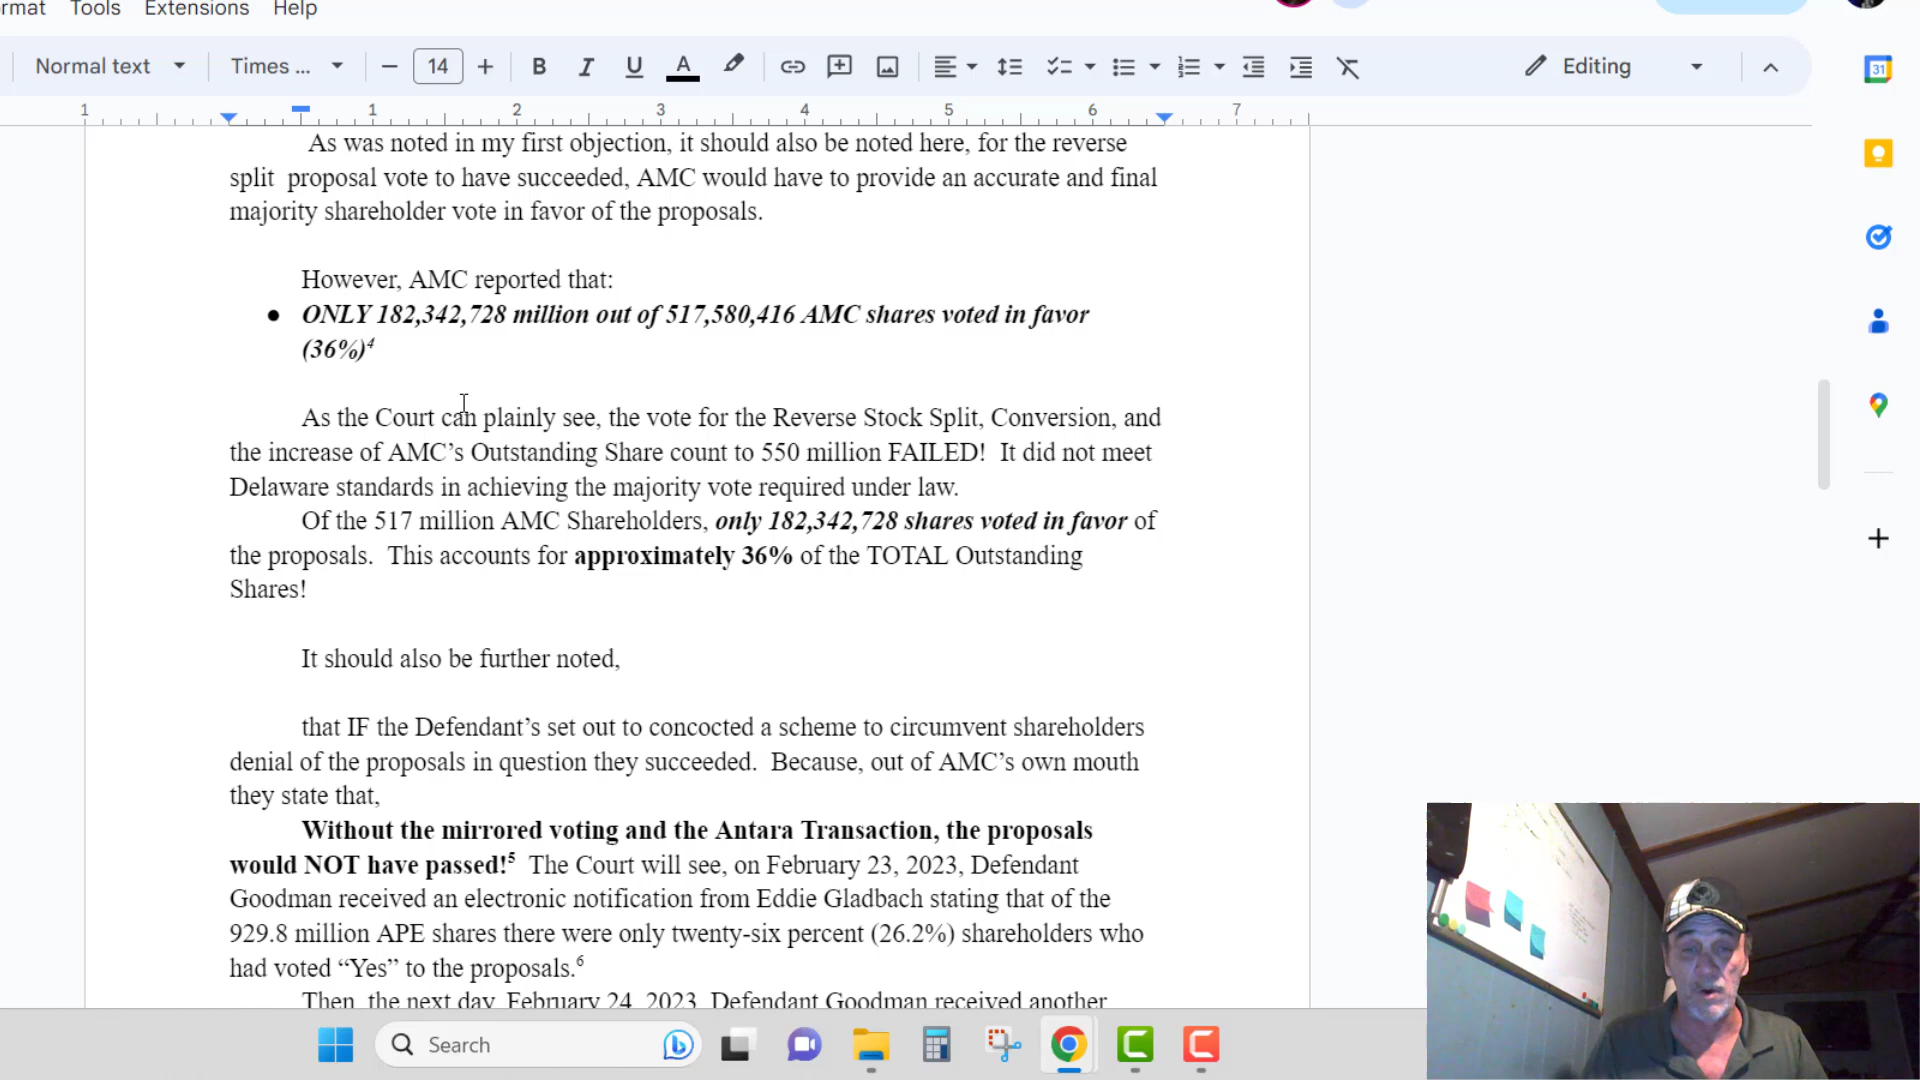 rmat Tools Extensions Help
Normal text Times ... 14 B I U A Editing
1 1 2 3 4 5 6 7
As was noted in my first objection, it should also be noted here, for the reverse
split proposal vote to have succeeded, AMC would have to provide an accurate and final
majority shareholder vote in favor of the proposals.
However, AMC reported that:
● ONLY 182,342,728 million out of 517,580,416 AMC shares voted in favor
(36%)4
As the Court can plainly see, the vote for the Reverse Stock Split, Conversion, and
the increase of AMC's Outstanding Share count to 550 million FAILED! It did not meet
Delaware standards in achieving the majority vote required under law.
Of the 517 million AMC Shareholders, only 182,342,728 shares voted in favor of
the proposals. This accounts for approximately 36% of the TOTAL Outstanding
Shares!
It should also be further noted,
that IF the Defendant's set out to concocted a scheme to circumvent shareholders
denial of the proposals in question they succeeded. Because, out of AMC's own mouth
they state that,
Without the mirrored voting and the Antara Transaction, the proposals
would NOT have passed!5 The Court will see, on February 23, 2023, Defendant
Goodman received an electronic notification from Eddie Gladbach stating that of the
929.8 million APE shares there were only twenty-six percent (26.2%) shareholders who
had voted “Yes” to the proposals.6
Then, the next day, February 24, 2023, Defendant Goodman received another
Search
31